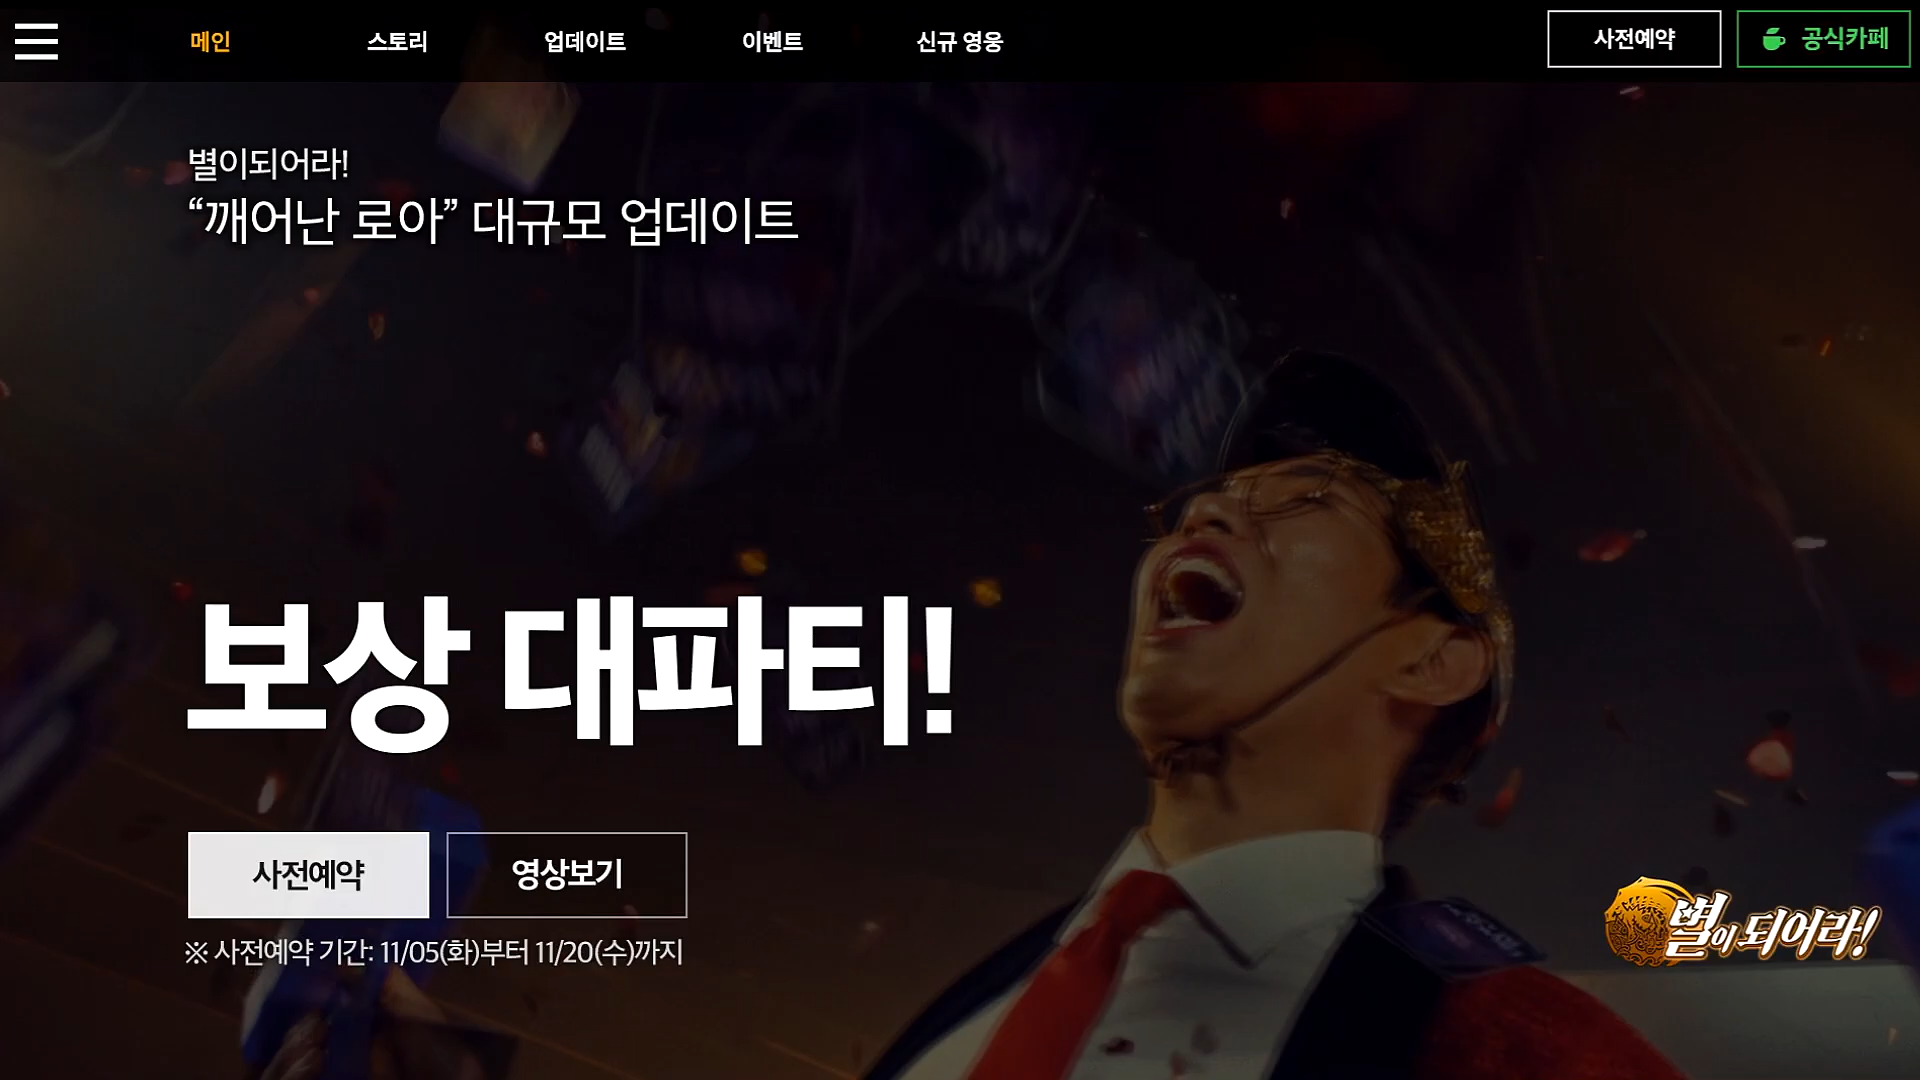 메인
스토리
업데이트
이벤트
신규 영웅
사전예약
공식카페
별이되어라!
“깨어난 로아” 대규모 업데이트
보상 대파티!
사전예약
영상보기
※ 사전예약 기간: 11/05(화)부터 11/20(수)까지
별이되어라!